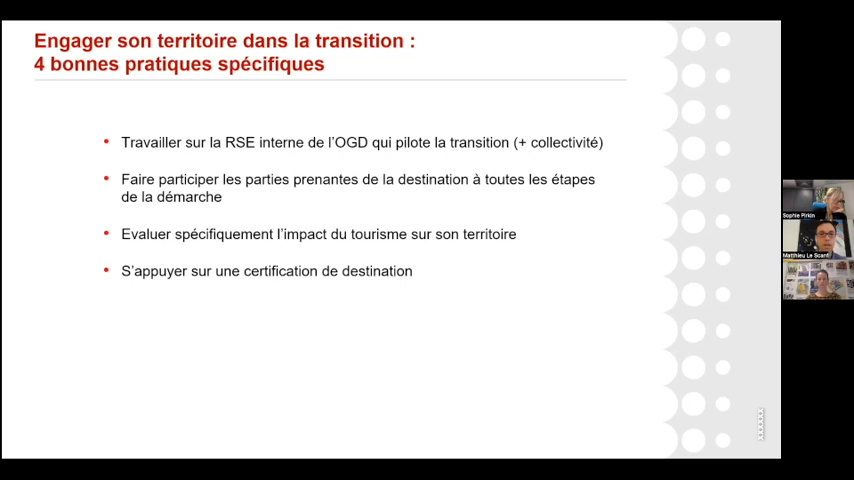 Engager son territoire dans la transition :
4 bonnes pratiques spécifiques
• Travailler sur la RSE interne de l'OGD qui pilote la transition (+ collectivité)
• Faire participer les parties prenantes de la destination à toutes les étapes
de la démarche
• Evaluer spécifiquement l'impact du tourisme sur son territoire
• S'appuyer sur une certification de destination
Sophie Pirkin
Matthieu Le Scanf